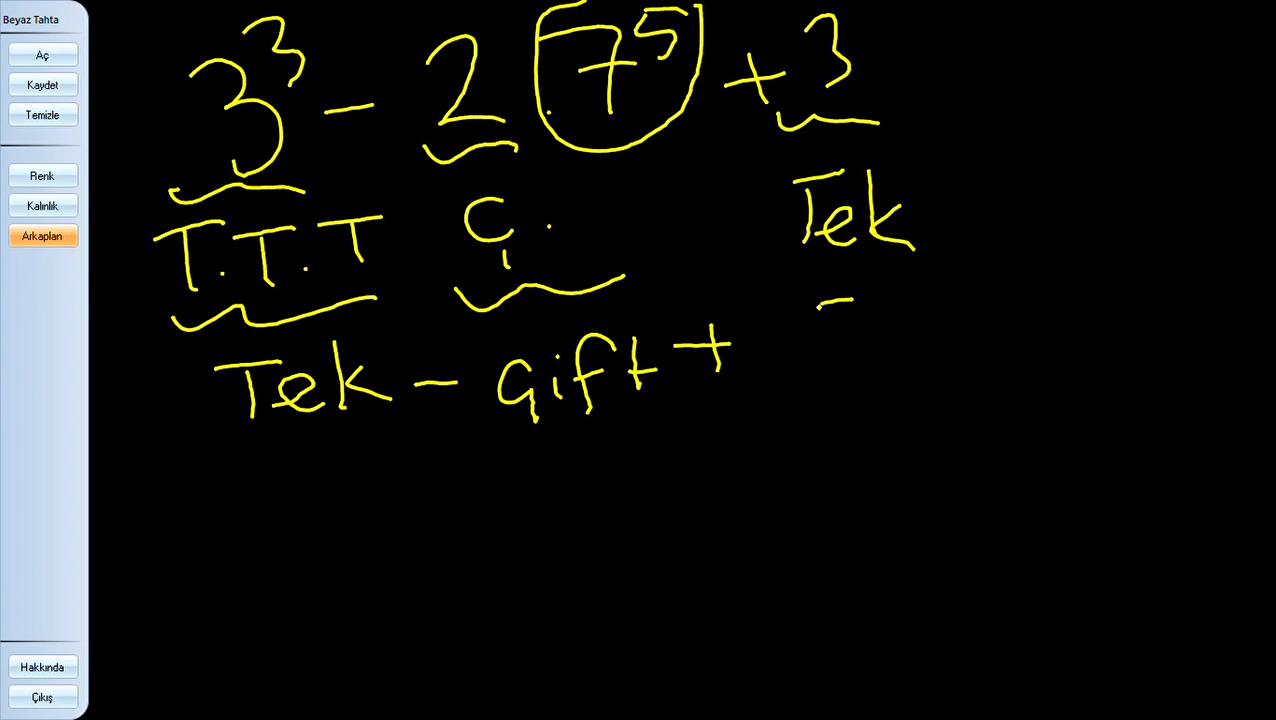 Beyaz Tahta
Aç
Kaydet
Temizle
Renk
Kalınlık
Arkaplan
Hakkında
Çıkış
3³ - 2 . 7⁵ + 3
T.T.T Ç. Tek
Tek - çift +